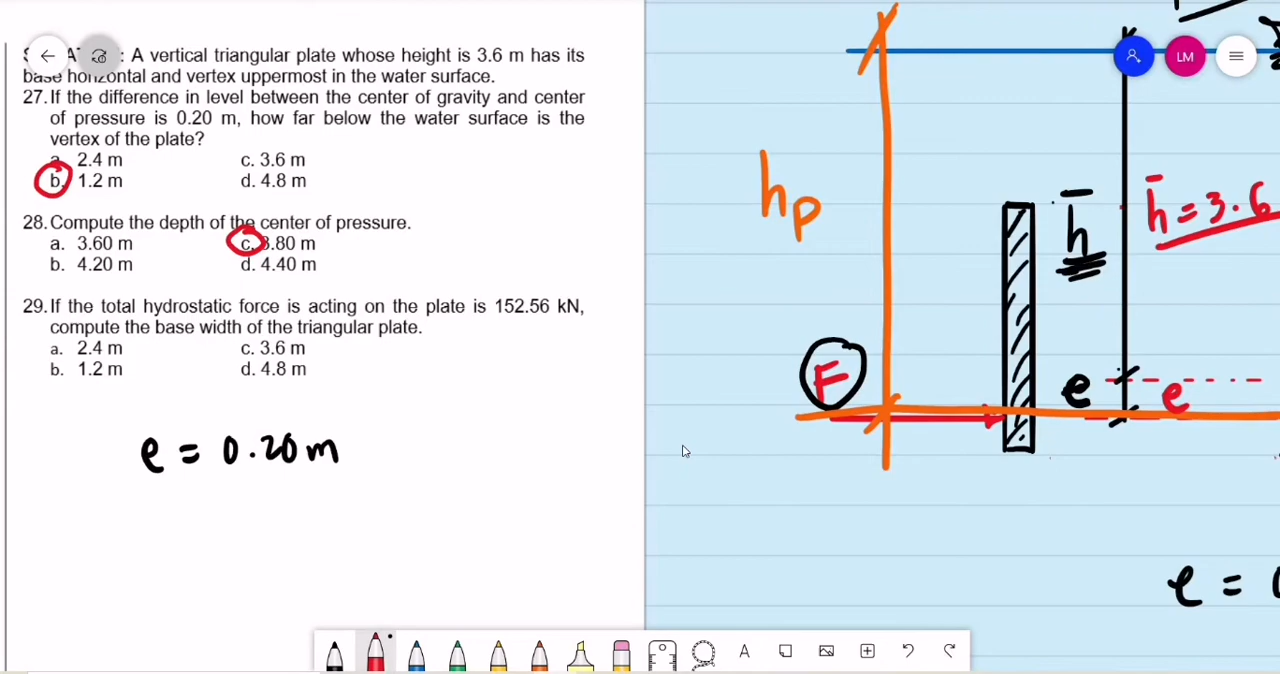 : A vertical triangular plate whose height is 3.6 m has its
base horizontal and vertex uppermost in the water surface.
27. If the difference in level between the center of gravity and center
of pressure is 0.20 m, how far below the water surface is the
vertex of the plate?
a. 2.4 m c. 3.6 m
b. 1.2 m d. 4.8 m
28. Compute the depth of the center of pressure.
a. 3.60 m c. 3.80 m
b. 4.20 m d. 4.40 m
29. If the total hydrostatic force is acting on the plate is 152.56 kN,
compute the base width of the triangular plate.
a. 2.4 m c. 3.6 m
b. 1.2 m d. 4.8 m
e = 0.20 m
LM
hp
h̄
h̄ = 3.6
F
e
e
e =
A